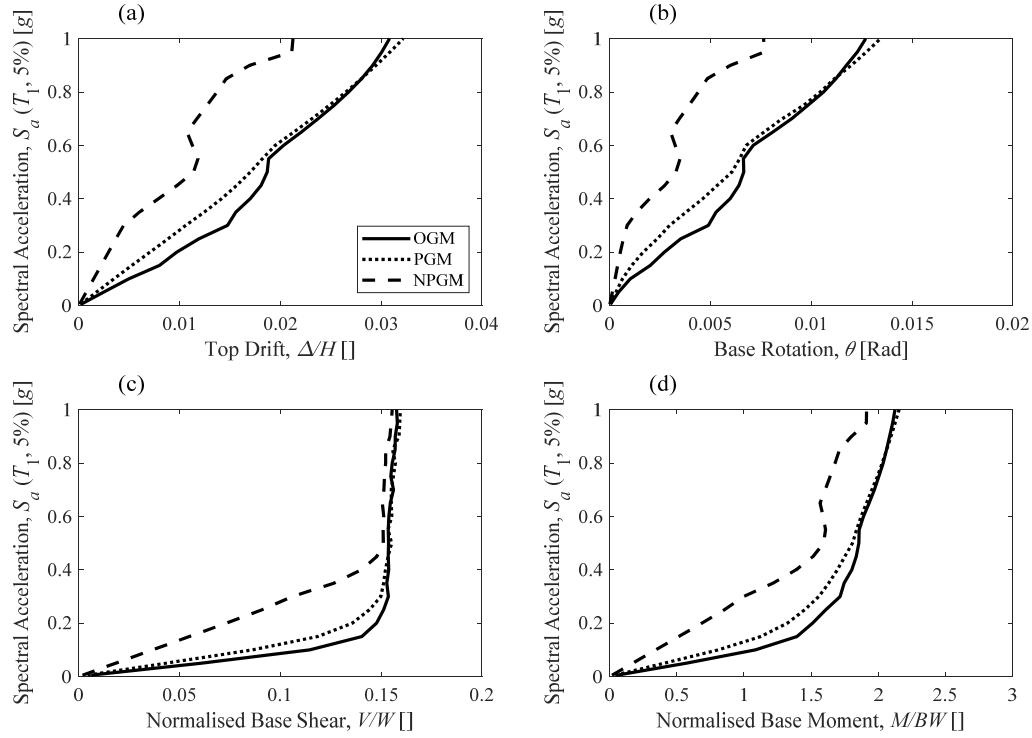 (a)
Spectral Acceleration, S_a (T_1, 5%) [g]
1
0.8
0.6
0.4
0.2
0
0 0.01 0.02 0.03 0.04
Top Drift, Δ/H []
OGM
PGM
NPGM
(b)
Spectral Acceleration, S_a (T_1, 5%) [g]
1
0.8
0.6
0.4
0.2
0
0 0.005 0.01 0.015 0.02
Base Rotation, θ [Rad]
(c)
Spectral Acceleration, S_a (T_1, 5%) [g]
1
0.8
0.6
0.4
0.2
0
0 0.05 0.1 0.15 0.2
Normalised Base Shear, V/W []
(d)
Spectral Acceleration, S_a (T_1, 5%) [g]
1
0.8
0.6
0.4
0.2
0
0 0.5 1 1.5 2 2.5 3
Normalised Base Moment, M/BW []